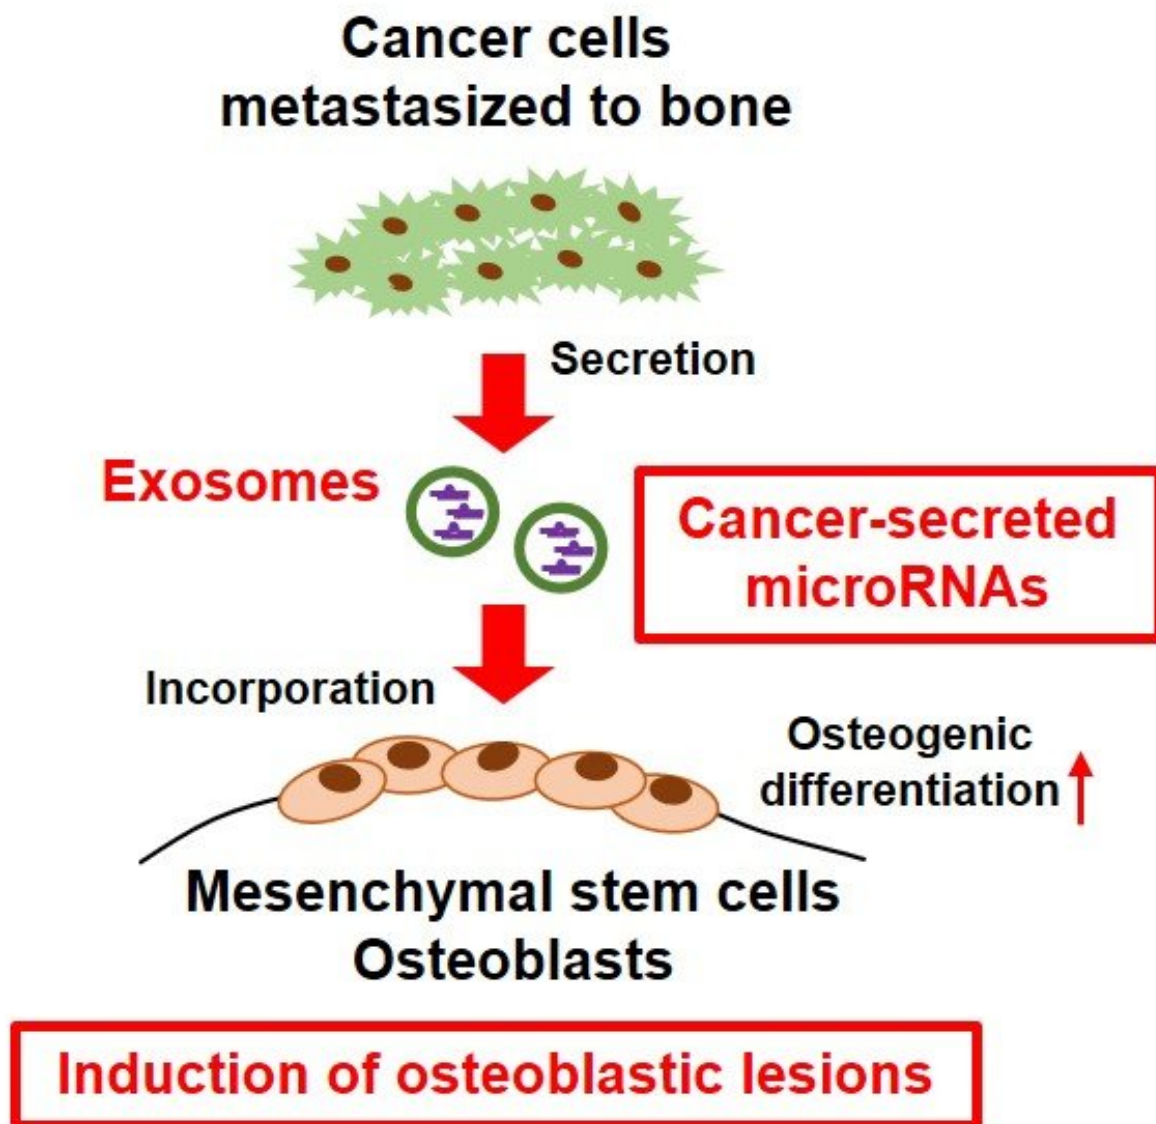 Cancer cells
metastasized to bone
Secretion
Exosomes
Cancer-secreted
microRNAs
Incorporation
Osteogenic
differentiation
Mesenchymal stem cells
Osteoblasts
Induction of osteoblastic lesions